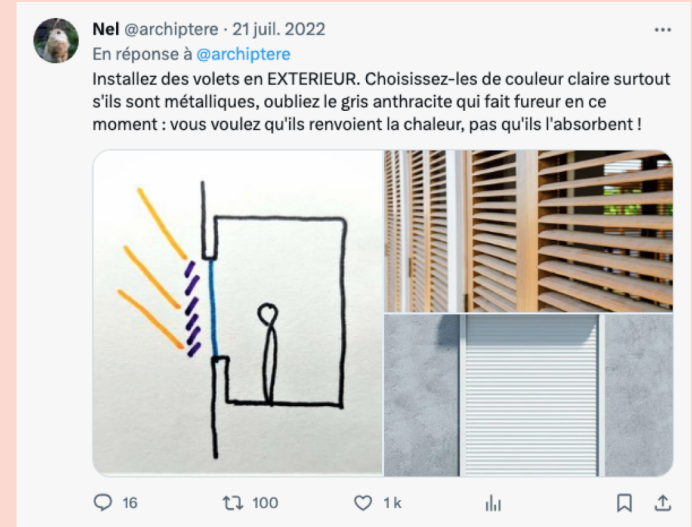 Nel @archiptere · 21 juil. 2022
En réponse à @archiptere
Installez des volets en EXTERIEUR. Choisissez-les de couleur claire surtout
s'ils sont métalliques, oubliez le gris anthracite qui fait fureur en ce
moment : vous voulez qu'ils renvoient la chaleur, pas qu'ils l'absorbent !
16 100 1 k